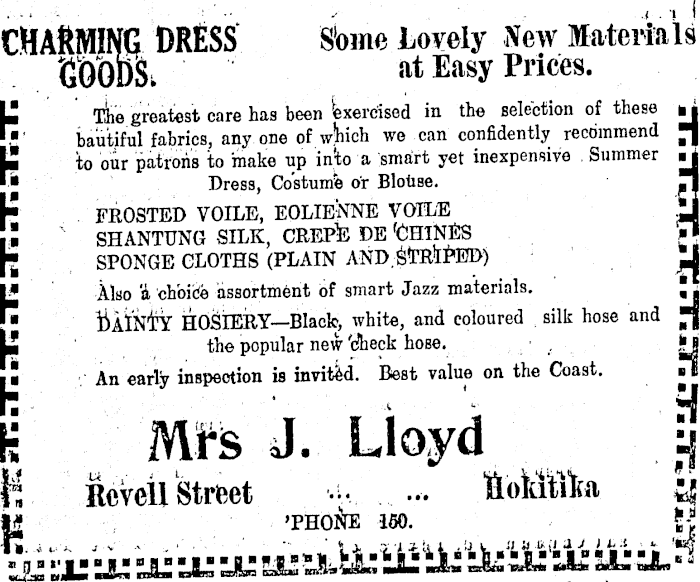 CHARMING DRESS GOODS.
Some Lovely New Materials at Easy Prices.
The greatest care has been exercised in the selection of these
bautiful fabrics, any one of which we can confidently recommend
to our patrons to make up into a smart yet inexpensive Summer
Dress, Costume or Blouse.
FROSTED VOILE, EOLIENNE VOILE
SHANTUNG SILK, CREPE DE CHINES
SPONGE CLOTHS (PLAIN AND STRIPED)
Also a choice assortment of smart Jazz materials.
DAINTY HOSIERY—Black, white, and coloured silk hose and
the popular new check hose.
An early inspection is invited. Best value on the Coast.
Mrs J. Lloyd
Revell Street ... ... Hokitika
'PHONE 150.